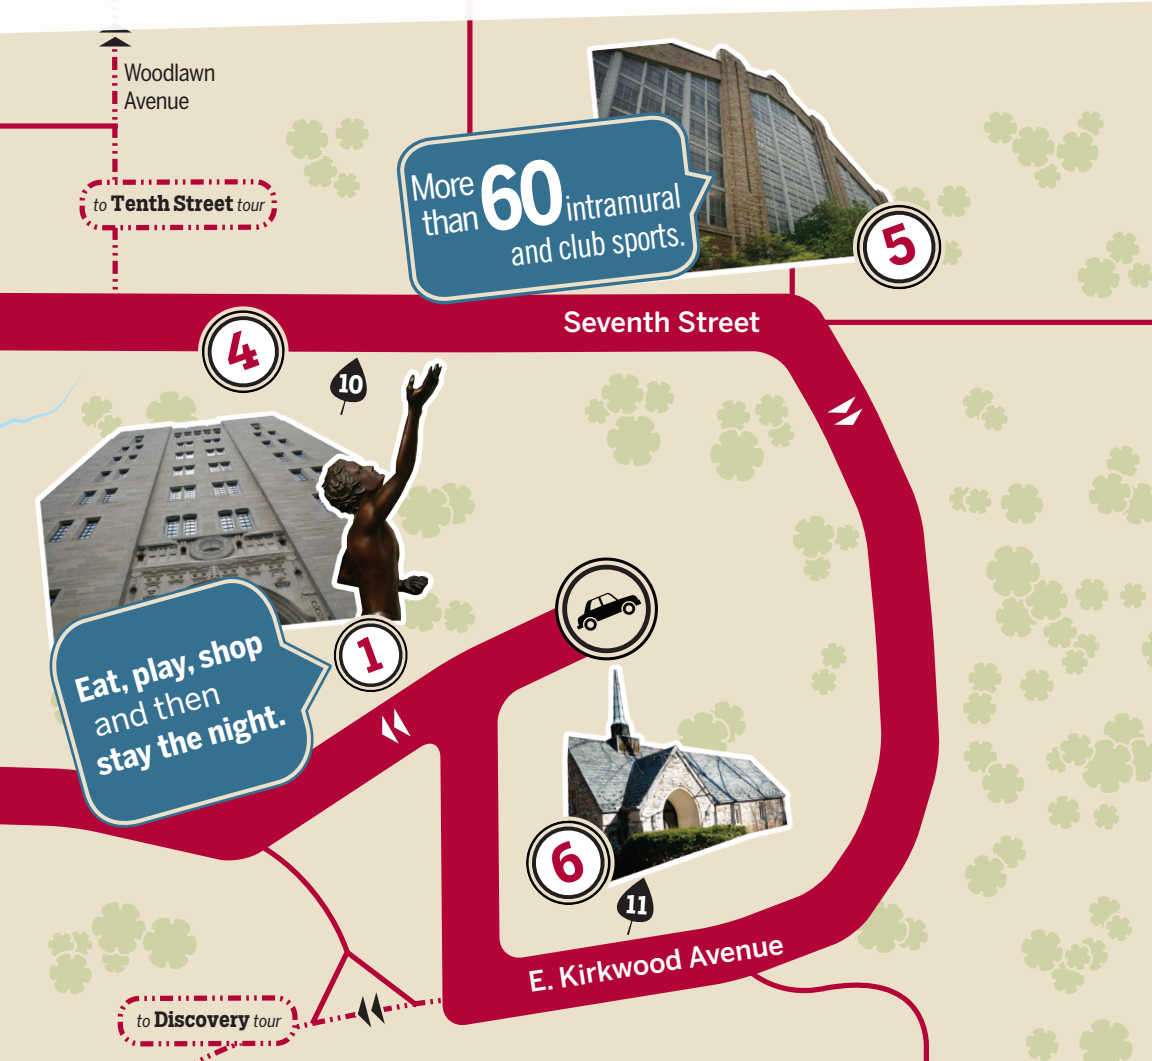 Woodlawn
Avenue
to Tenth Street tour
More
than 60 intramural
and club sports.
5
Seventh Street
4
10
Eat, play, shop
and then
stay the night.
1
6
11
E. Kirkwood Avenue
to Discovery tour